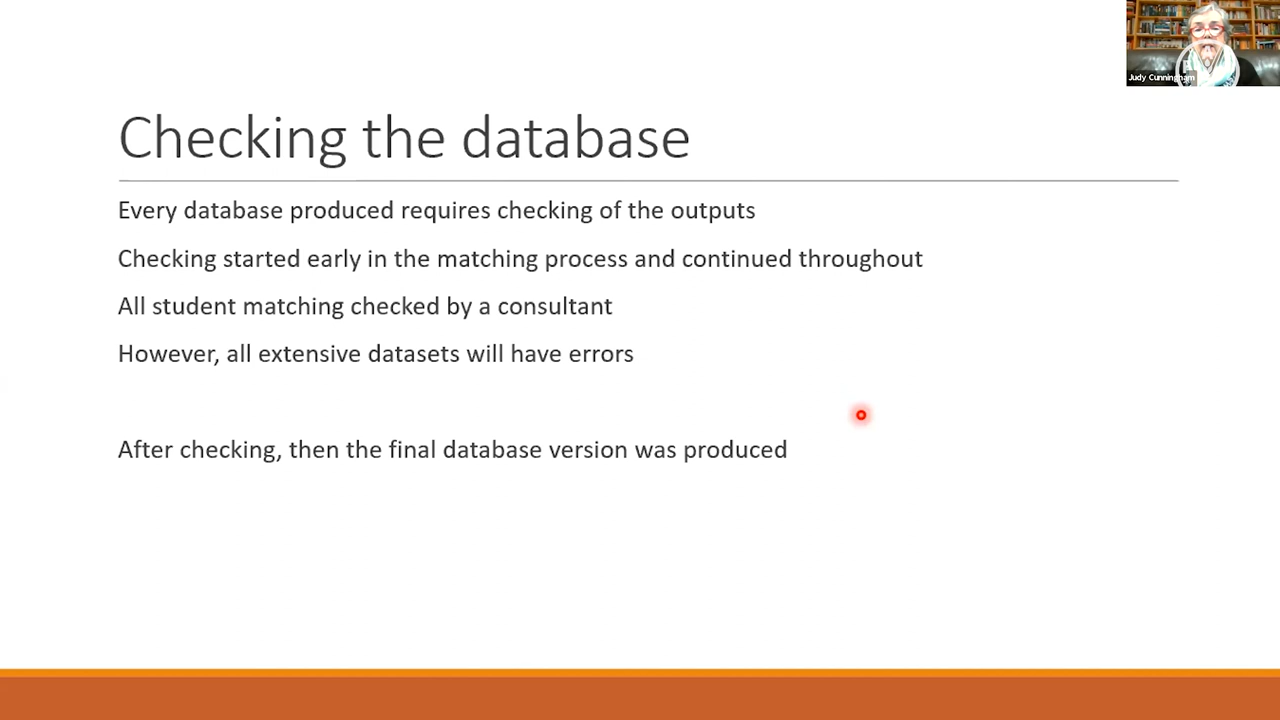 Judy Cunningham
Checking the database
Every database produced requires checking of the outputs
Checking started early in the matching process and continued throughout
All student matching checked by a consultant
However, all extensive datasets will have errors
After checking, then the final database version was produced